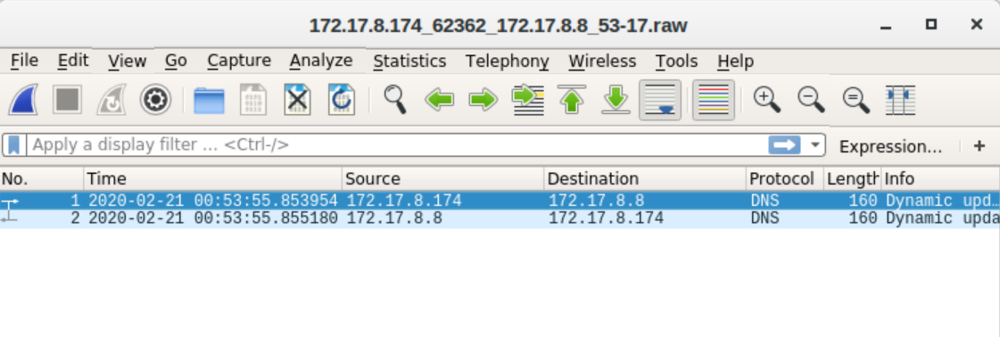 172.17.8.174_62362_172.17.8.8_53-17.raw
File Edit View Go Capture Analyze Statistics Telephony Wireless Tools Help
Apply a display filter ... <Ctrl-/> Expression... +
No. Time Source Destination Protocol Length Info
1 2020-02-21 00:53:55.853954 172.17.8.174 172.17.8.8 DNS 160 Dynamic upd...
2 2020-02-21 00:53:55.855180 172.17.8.8 172.17.8.174 DNS 160 Dynamic upda